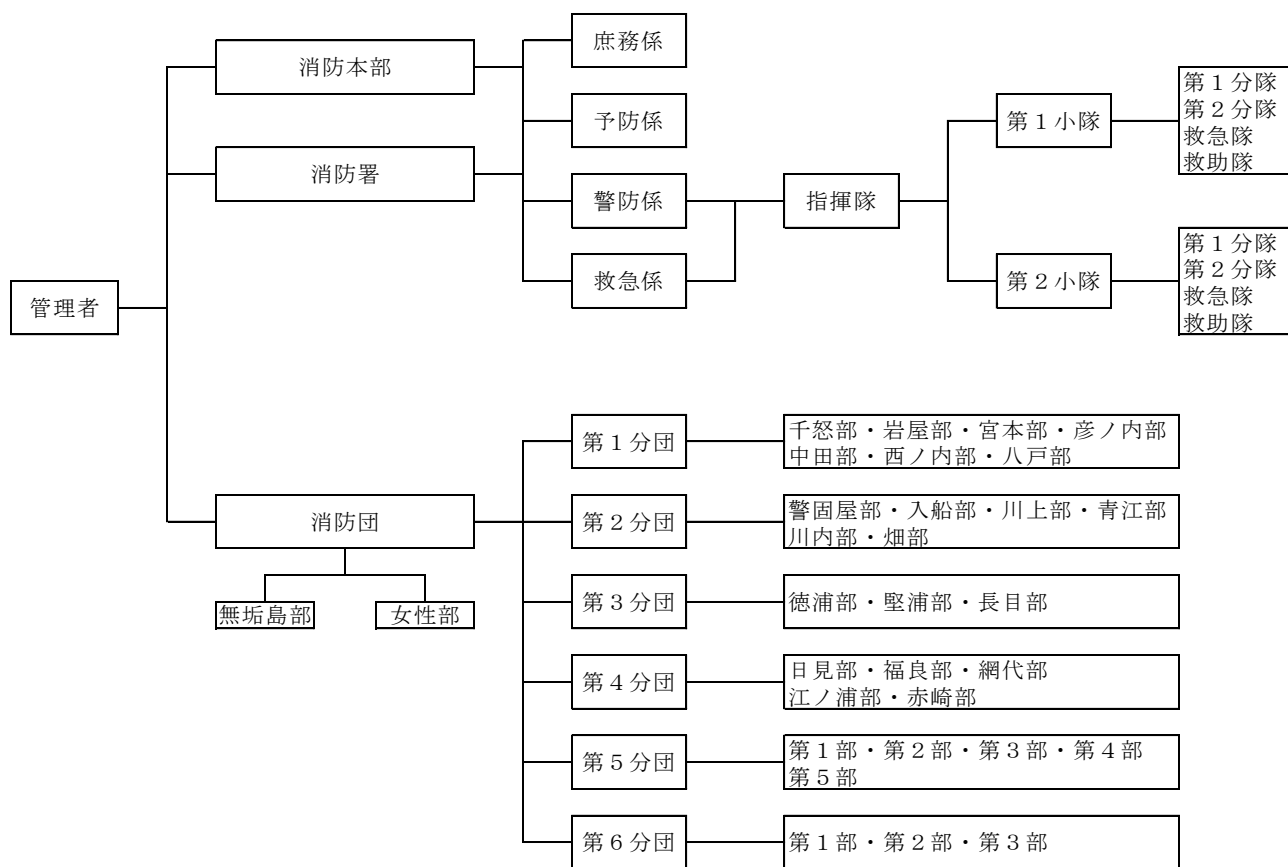 管理者
消防本部
消防署
庶務係
予防係
警防係
救急係
指揮隊
第１小隊
第１分隊
第２分隊
救急隊
救助隊
第２小隊
第１分隊
第２分隊
救急隊
救助隊
消防団
無垢島部
女性部
第１分団
千怒部・岩屋部・宮本部・彦ノ内部
中田部・西ノ内部・八戸部
第２分団
警固屋部・入船部・川上部・青江部
川内部・畑部
第３分団
徳浦部・堅浦部・長目部
第４分団
日見部・福良部・網代部
江ノ浦部・赤崎部
第５分団
第１部・第２部・第３部・第４部
第５部
第６分団
第１部・第２部・第３部